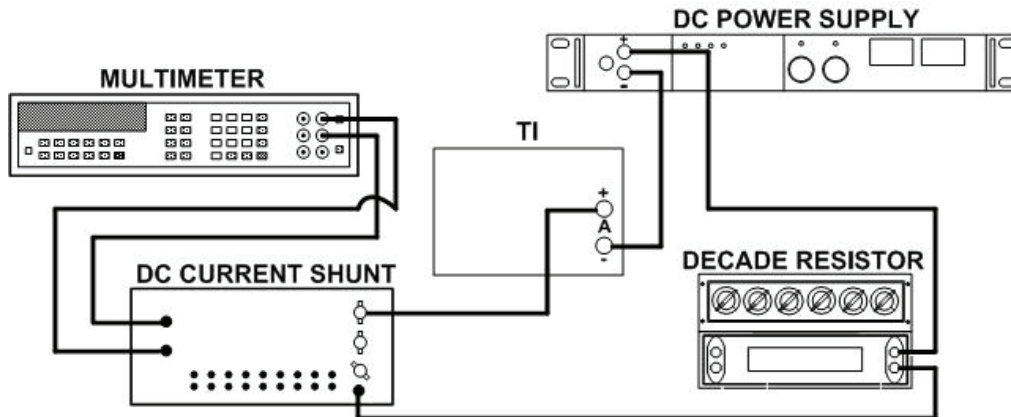 DC POWER SUPPLY
+
-
MULTIMETER
TI
+
A
-
DC CURRENT SHUNT
DECADE RESISTOR